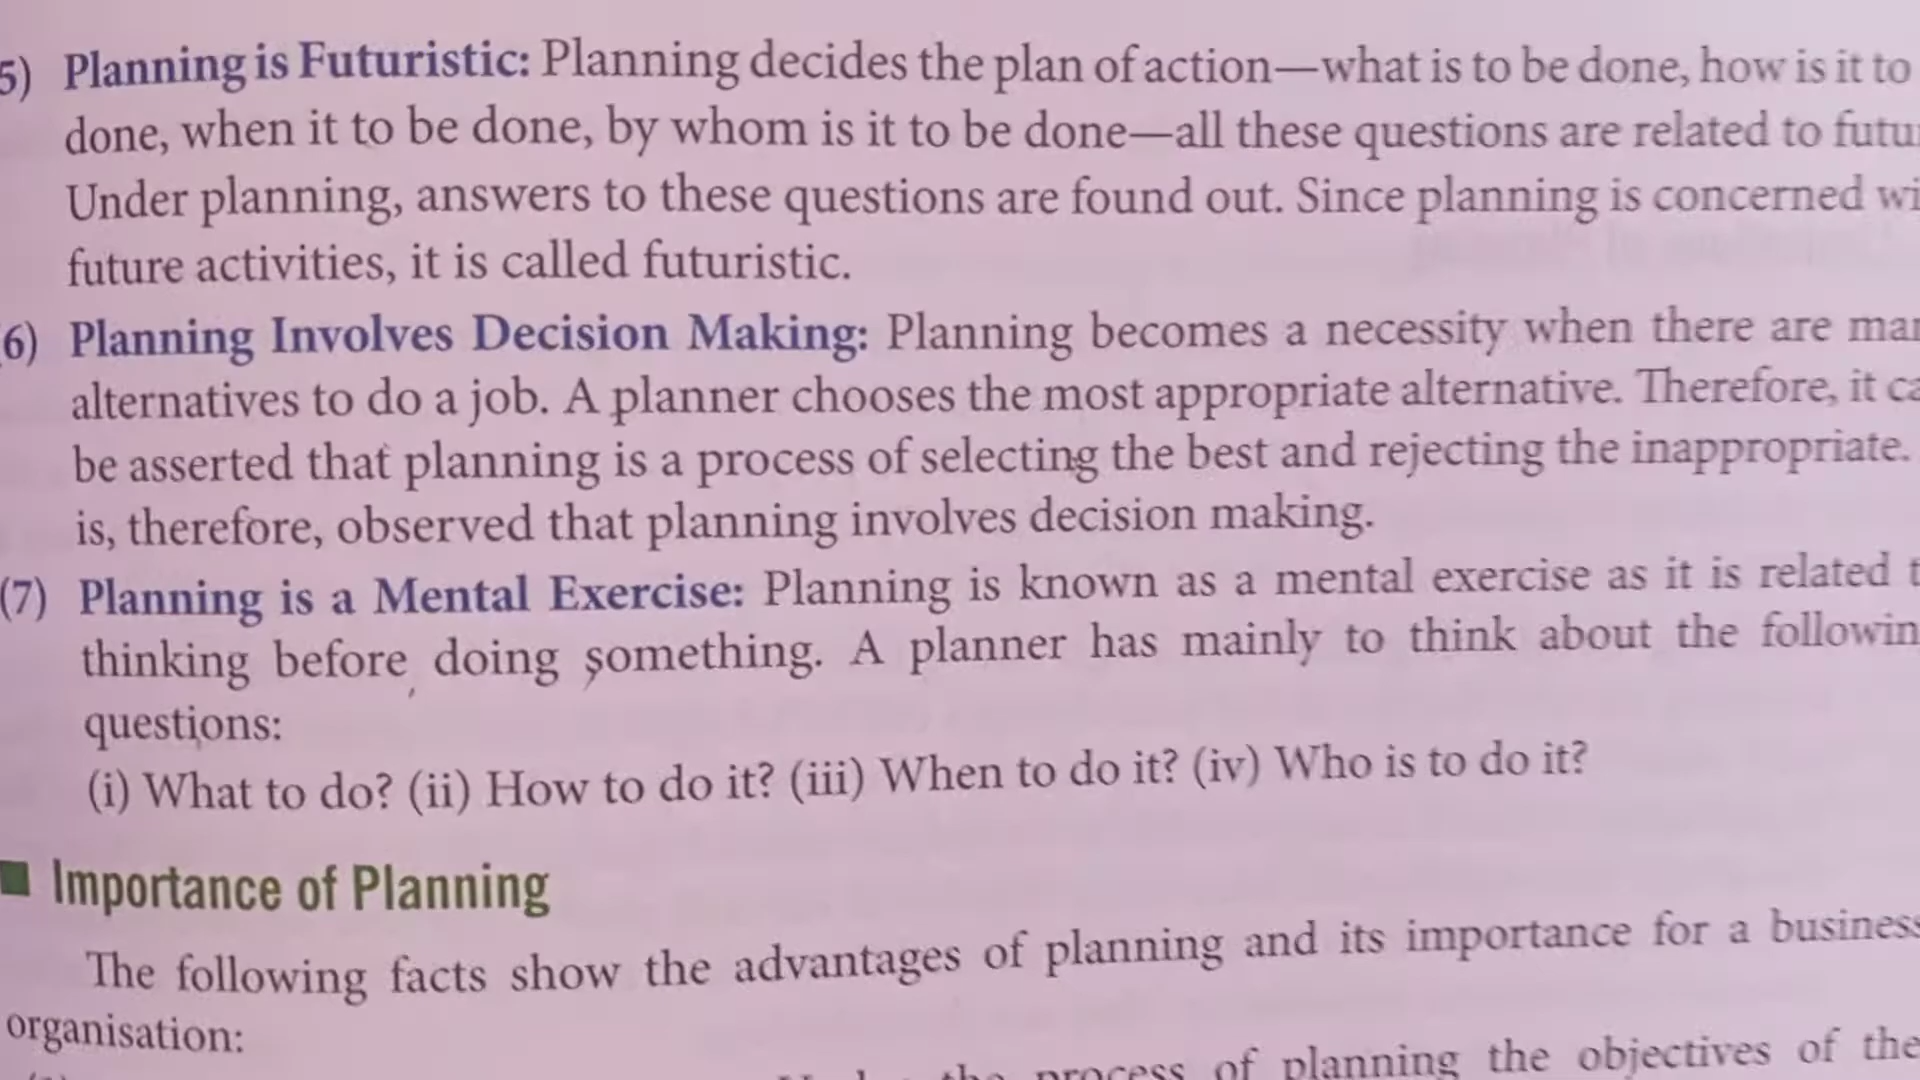 5) Planning is Futuristic: Planning decides the plan of action—what is to be done, how is it to
done, when it to be done, by whom is it to be done—all these questions are related to
Under planning, answers to these questions are found out. Since planning is concerned
future activities, it is called futuristic.
6) Planning Involves Decision Making: Planning becomes a necessity when there are
alternatives to do a job. A planner chooses the most appropriate alternative. Therefore, it
be asserted that planning is a process of selecting the best and rejecting the inappropriate.
is, therefore, observed that planning involves decision making.
(7) Planning is a Mental Exercise: Planning is known as a mental exercise as it is related
thinking before doing something. A planner has mainly to think about the
questions:
(i) What to do? (ii) How to do it? (iii) When to do it? (iv) Who is to do it?
Importance of Planning
The following facts show the advantages of planning and its importance for a business
organisation:
the process of planning the objectives of the